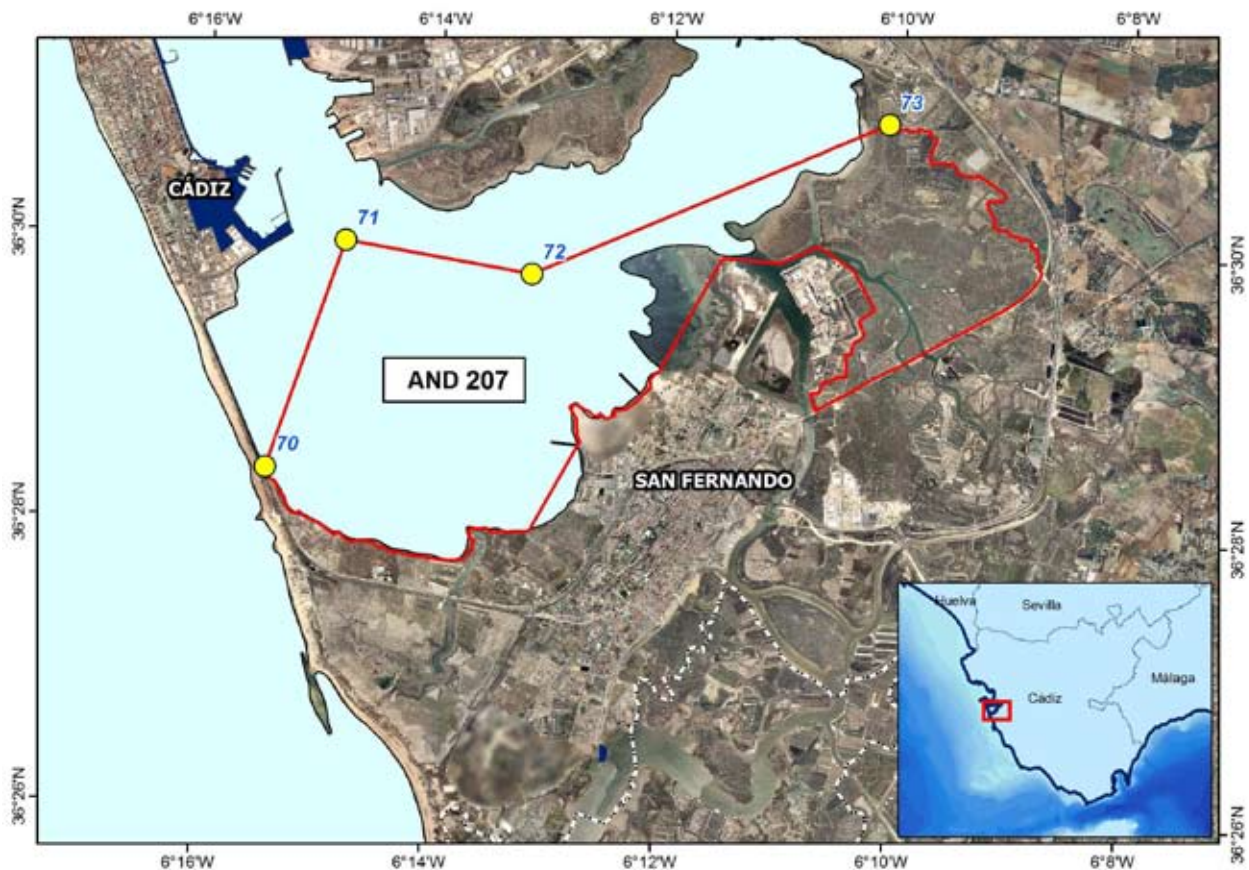 6°16'W
6°14'W
6°12'W
6°10'W
6°8'W
73
CÁDIZ
71
36°30'N
72
36°30'N
AND 207
70
SAN FERNANDO
36°28'N
36°28'N
Huelva
Sevilla
Málaga
Cádiz
36°26'N
36°26'N
6°16'W
6°14'W
6°12'W
6°10'W
6°8'W